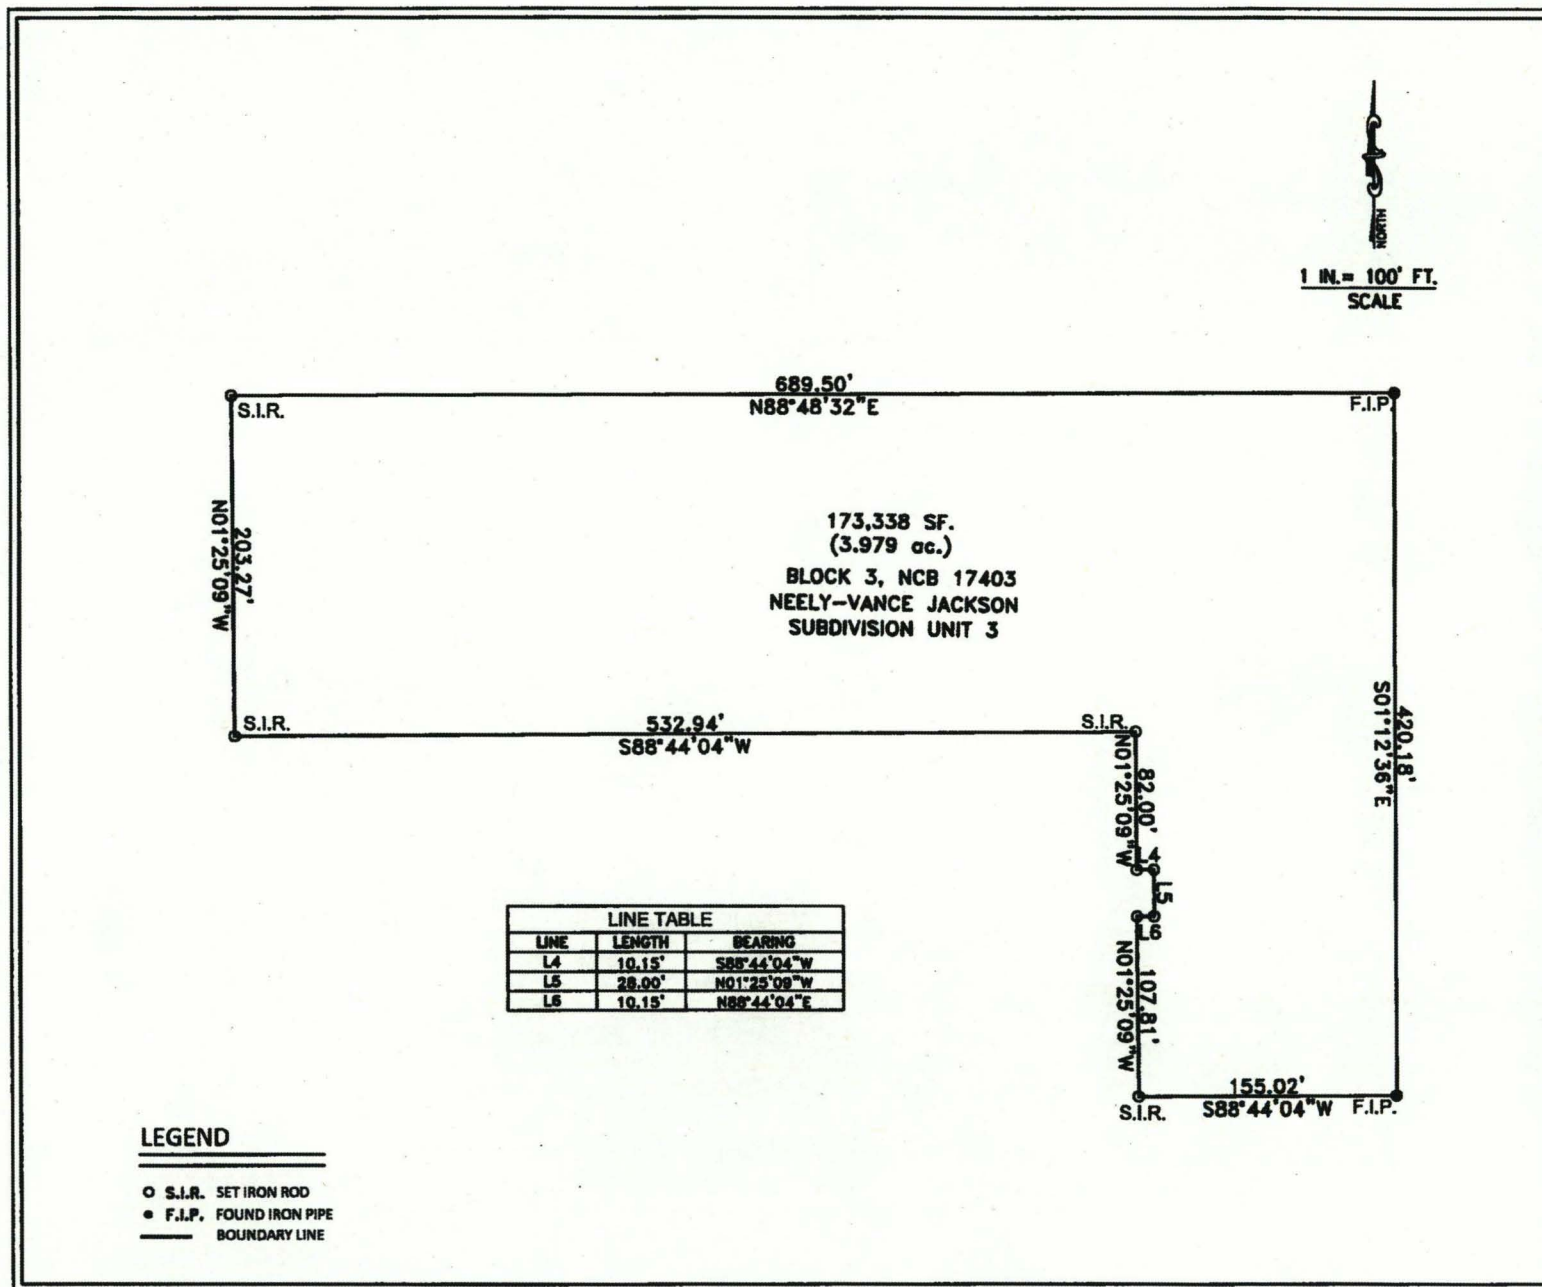 NORTH
1 IN.= 100' FT.
SCALE
689.50'
N88°48'32"E
S.I.R.
F.I.P.
203.27'
N01°25'09"W
173,338 SF.
(3.979 ac.)
BLOCK 3, NCB 17403
NEELY-VANCE JACKSON
SUBDIVISION UNIT 3
420.18'
S01°12'36"E
S.I.R.
532.94'
S88°44'04"W
S.I.R.
82.00'
N01°25'09"W
L4
L5
L6
107.81'
N01°25'09"W
LINE TABLE
LINE LENGTH BEARING
L4 10.15' S88°44'04"W
L5 28.00' N01°25'09"W
L6 10.15' N88°44'04"E
155.02'
S88°44'04"W
S.I.R.
F.I.P.
LEGEND
S.I.R. SET IRON ROD
F.I.P. FOUND IRON PIPE
BOUNDARY LINE